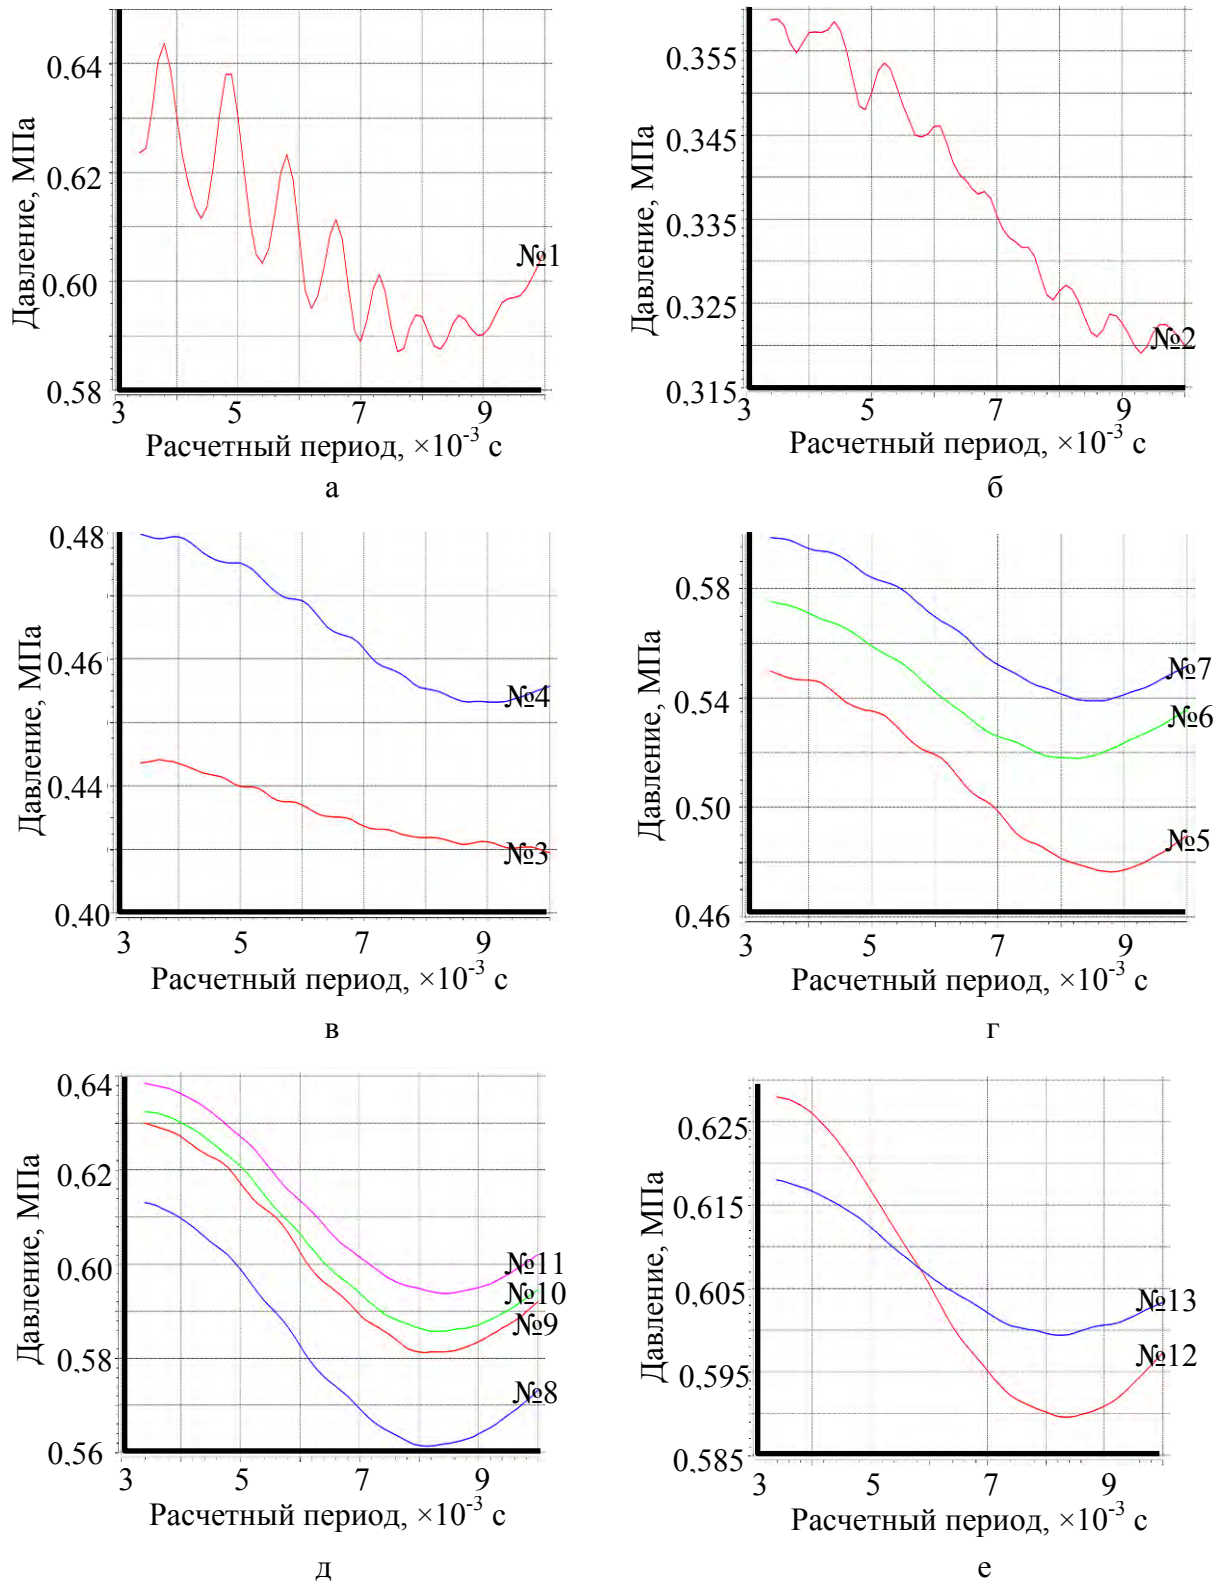 Давление, МПа
0,64
0,62
0,60
0,58
№1
3 5 7 9
Расчетный период, ×10⁻³ с
а
Давление, МПа
0,355
0,345
0,335
0,325
0,315
№2
3 5 7 9
Расчетный период, ×10⁻³ с
б
Давление, МПа
0,48
0,46
0,44
0,40
№4
№3
3 5 7 9
Расчетный период, ×10⁻³ с
в
Давление, МПа
0,58
0,54
0,50
0,46
№7
№6
№5
3 5 7 9
Расчетный период, ×10⁻³ с
г
Давление, МПа
0,64
0,62
0,60
0,58
0,56
№11
№10
№9
№8
3 5 7 9
Расчетный период, ×10⁻³ с
д
Давление, МПа
0,625
0,615
0,605
0,595
0,585
№13
№12
3 5 7 9
Расчетный период, ×10⁻³ с
е